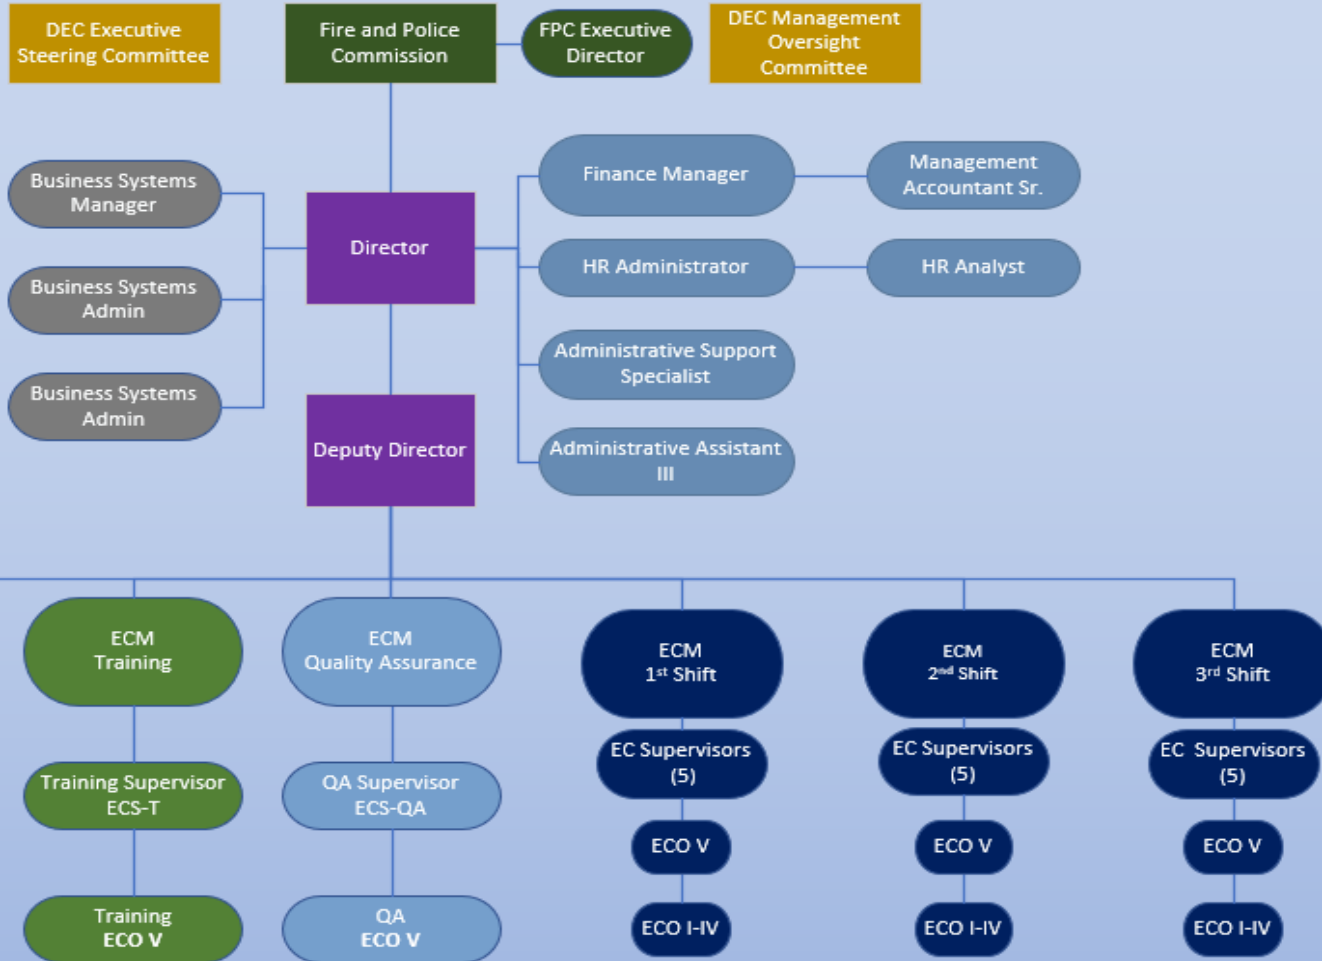 DEC Executive
Steering Committee
Fire and Police
Commission
FPC Executive
Director
DEC Management
Oversight
Committee
Business Systems
Manager
Business Systems
Admin
Business Systems
Admin
Director
Deputy Director
Finance Manager
Management
Accountant Sr.
HR Administrator
HR Analyst
Administrative Support
Specialist
Administrative Assistant
III
ECM
Training
Training Supervisor
ECS-T
Training
ECO V
ECM
Quality Assurance
QA Supervisor
ECS-QA
QA
ECO V
ECM
1st Shift
EC Supervisors
(5)
ECO V
ECO I-IV
ECM
2nd Shift
EC Supervisors
(5)
ECO V
ECO I-IV
ECM
3rd Shift
EC Supervisors
(5)
ECO V
ECO I-IV